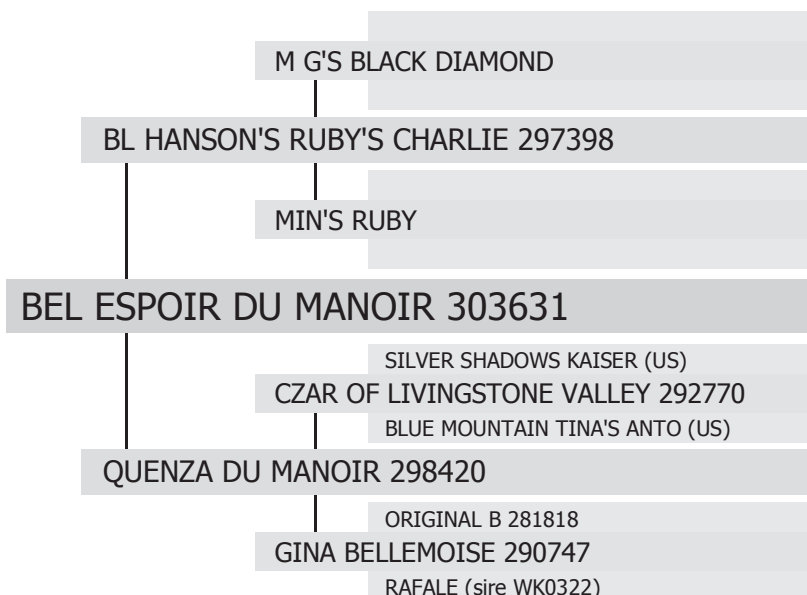 M G'S BLACK DIAMOND
BL HANSON'S RUBY'S CHARLIE 297398
MIN'S RUBY
BEL ESPOIR DU MANOIR 303631
SILVER SHADOWS KAISER (US)
CZAR OF LIVINGSTONE VALLEY 292770
BLUE MOUNTAIN TINA'S ANTO (US)
QUENZA DU MANOIR 298420
ORIGINAL B 281818
GINA BELLEMOISE 290747
RAFALE (sire WK0322)